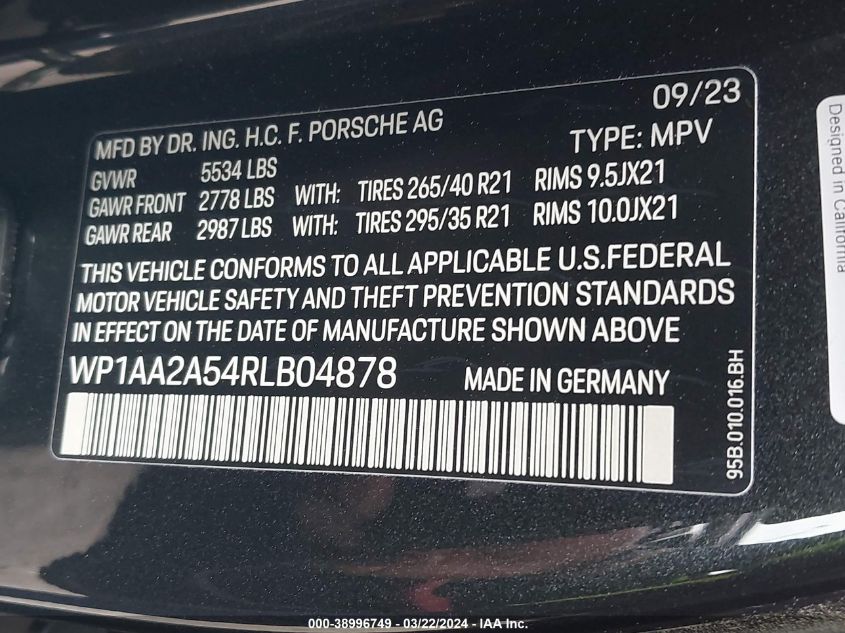 09/23
MFD BY DR. ING. H.C. F. PORSCHE AG
TYPE: MPV
GVWR 5534 LBS
GAWR FRONT 2778 LBS WITH: TIRES 265/40 R21 RIMS 9.5JX21
GAWR REAR 2987 LBS WITH: TIRES 295/35 R21 RIMS 10.0JX21
THIS VEHICLE CONFORMS TO ALL APPLICABLE U.S.FEDERAL
MOTOR VEHICLE SAFETY AND THEFT PREVENTION STANDARDS
IN EFFECT ON THE DATE OF MANUFACTURE SHOWN ABOVE
WP1AA2A54RLB04878 MADE IN GERMANY
95B.010.016.BH
Designed in California
000-38996749 - 03/22/2024 - IAA Inc.